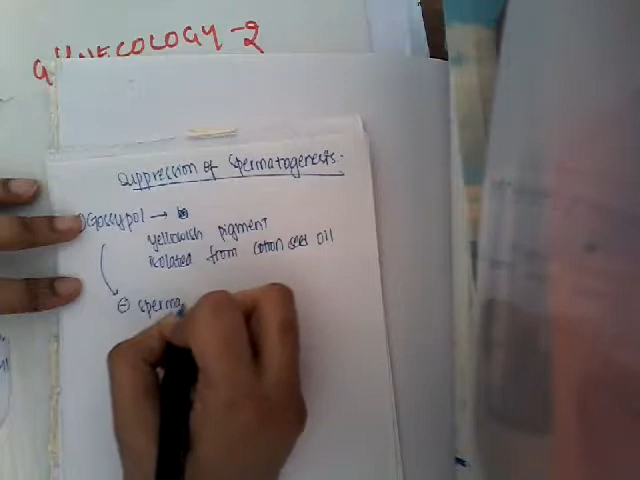 GYNECOLOGY-2
Suppression of Spermatogenesis.
1) Gossypol →
yellowish pigment
isolated from cotton seed oil
⊖ sperma